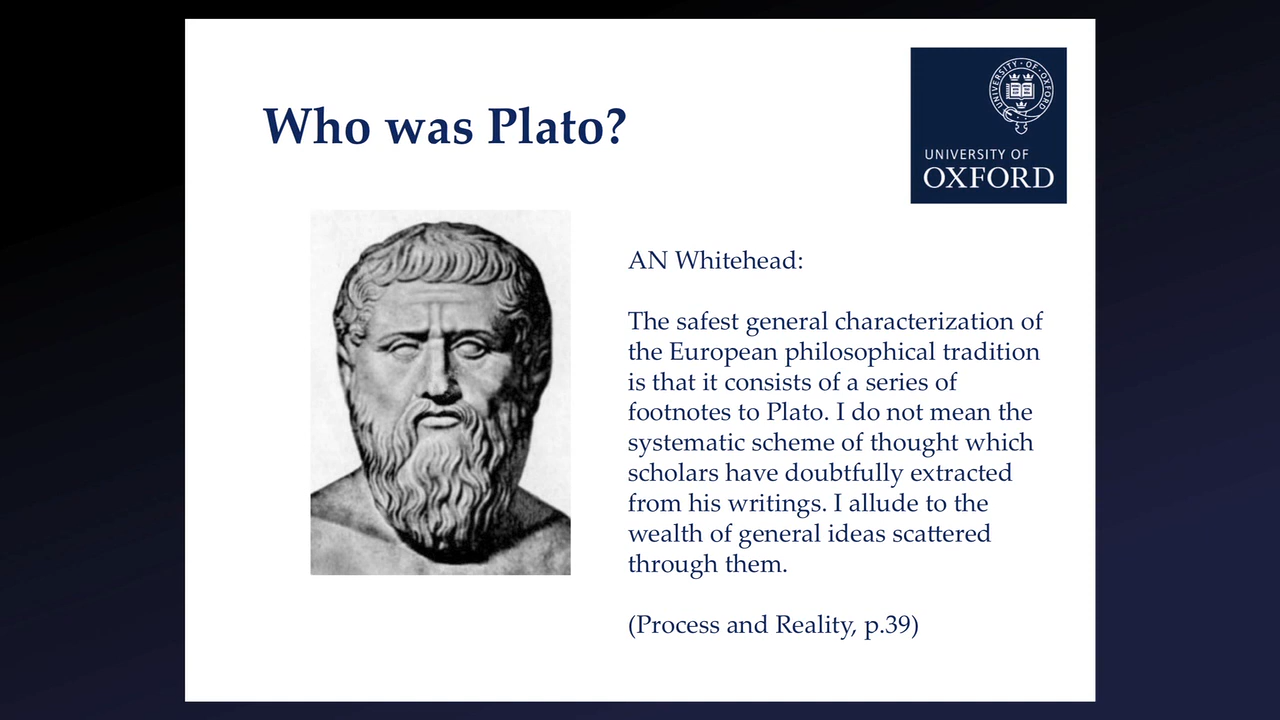 Who was Plato?
UNIVERSITY · OF · OXFORD
UNIVERSITY OF
OXFORD
AN Whitehead:
The safest general characterization of
the European philosophical tradition
is that it consists of a series of
footnotes to Plato. I do not mean the
systematic scheme of thought which
scholars have doubtfully extracted
from his writings. I allude to the
wealth of general ideas scattered
through them.
(Process and Reality, p.39)